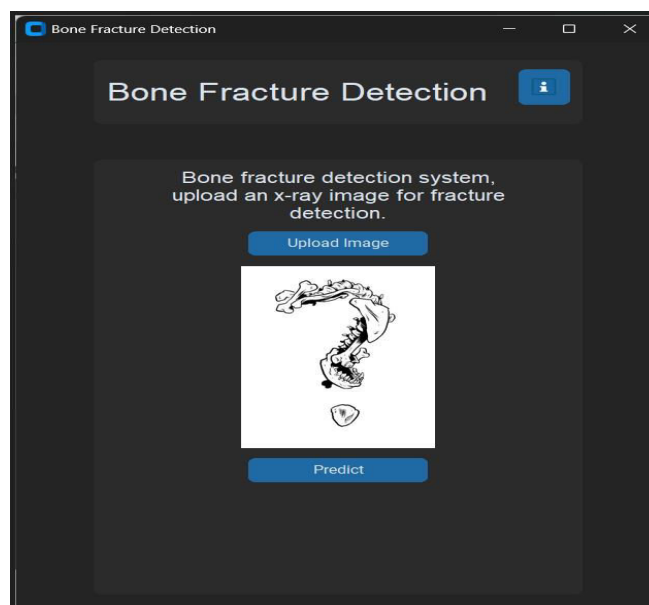 Bone Fracture Detection
Bone Fracture Detection
i
Bone fracture detection system,
upload an x-ray image for fracture
detection.
Upload Image
Predict